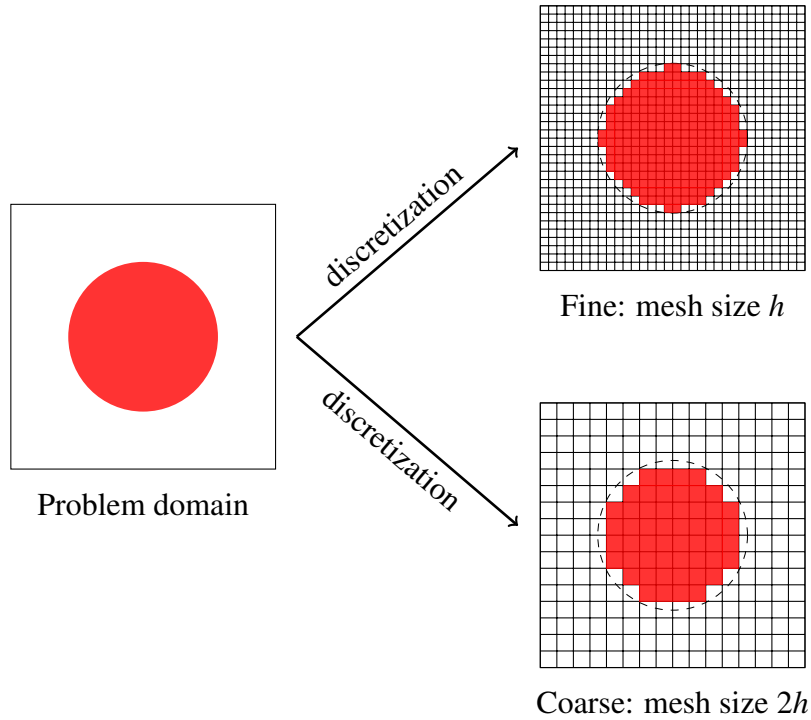 discretization
Fine: mesh size h
Problem domain
discretization
Coarse: mesh size 2h